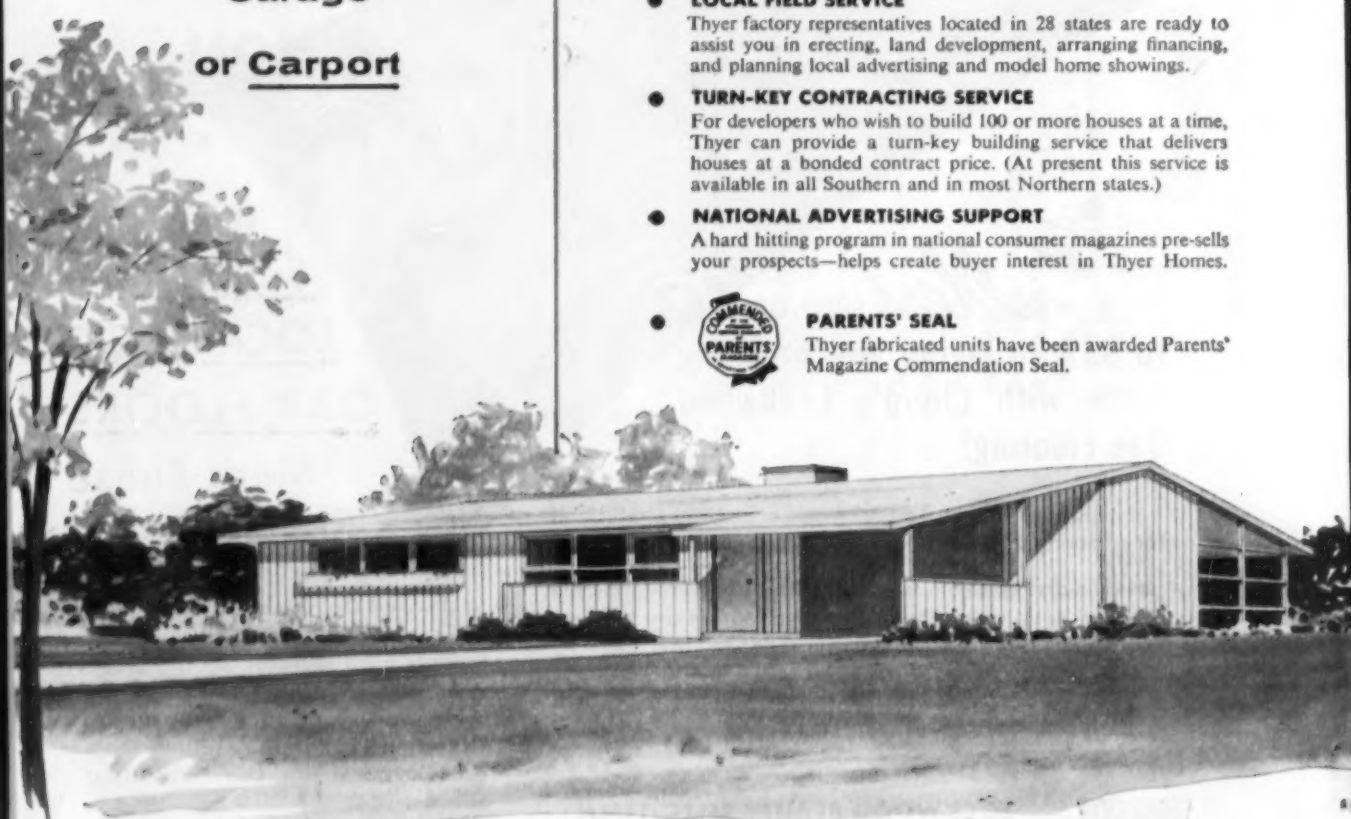 Garage
or Carport
LOCAL FIELD SERVICE
Thyer factory representatives located in 28 states are ready to
assist you in erecting, land development, arranging financing,
and planning local advertising and model home showings.
TURN-KEY CONTRACTING SERVICE
For developers who wish to build 100 or more houses at a time,
Thyer can provide a turn-key building service that delivers
houses at a bonded contract price. (At present this service is
available in all Southern and in most Northern states.)
NATIONAL ADVERTISING SUPPORT
A hard hitting program in national consumer magazines pre-sells
your prospects—helps create buyer interest in Thyer Homes.
COMMENDED
PARENTS'
MAGAZINE
PARENTS' SEAL
Thyer fabricated units have been awarded Parents'
Magazine Commendation Seal.